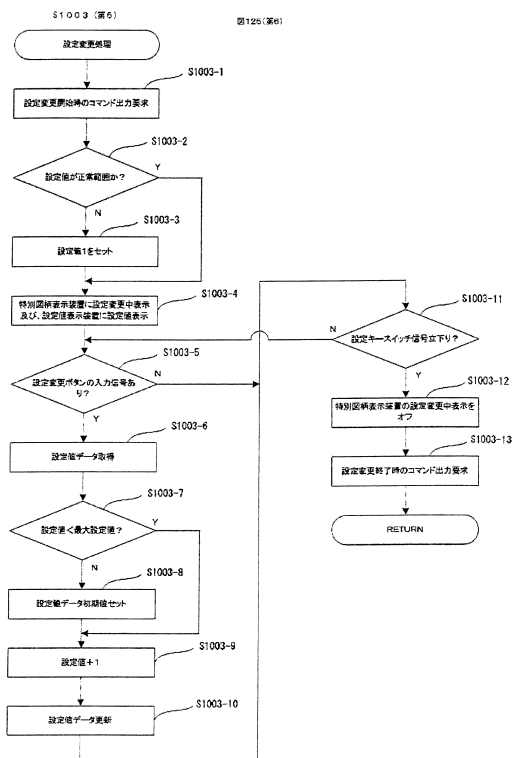 S1003（第6）
図125（第6）
設定変更処理
S1003-1
設定変更開始時のコマンド出力要求
S1003-2
設定値が正常範囲か？
Y
N
S1003-3
設定値1をセット
S1003-4
特別図柄表示装置に設定変更中表示
及び、設定値表示装置に設定値表示
S1003-5
設定変更ボタンの入力信号あ
り？
N
Y
S1003-6
設定値データ取得
S1003-7
設定値＜最大設定値？
Y
N
S1003-8
設定値データ初期値セット
S1003-9
設定値＋1
S1003-10
設定値データ更新
S1003-11
N
設定キースイッチ信号立下り？
Y
S1003-12
特別図柄表示装置の設定変更中表示を
オフ
S1003-13
設定変更終了時のコマンド出力要求
RETURN